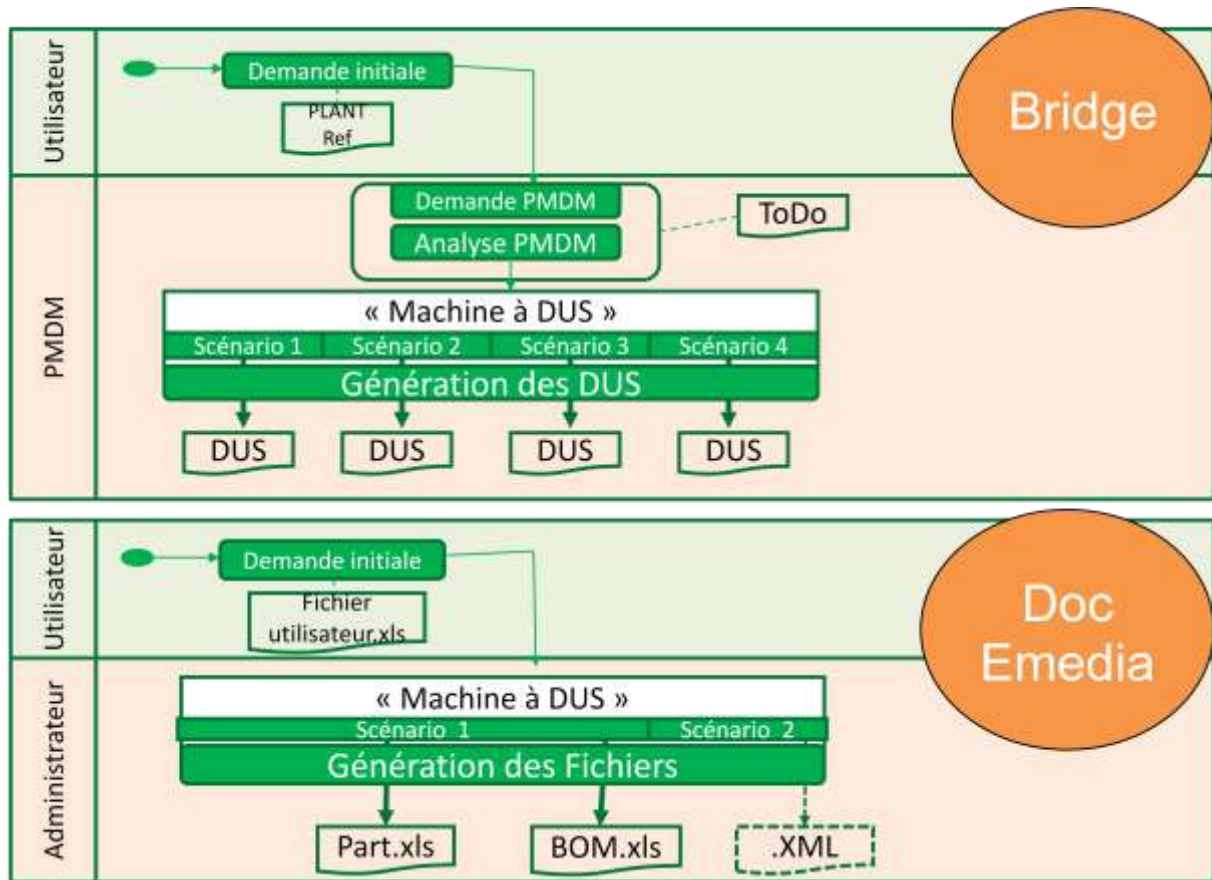 Utilisateur
Demande initiale
PLANT
Ref
Bridge
PMDM
Demande PMDM
Analyse PMDM
ToDo
« Machine à DUS »
Scénario 1 Scénario 2 Scénario 3 Scénario 4
Génération des DUS
DUS DUS DUS DUS
Utilisateur
Demande initiale
Fichier
utilisateur.xls
Doc
Emedia
Administrateur
« Machine à DUS »
Scénario 1 Scénario 2
Génération des Fichiers
Part.xls BOM.xls .XML